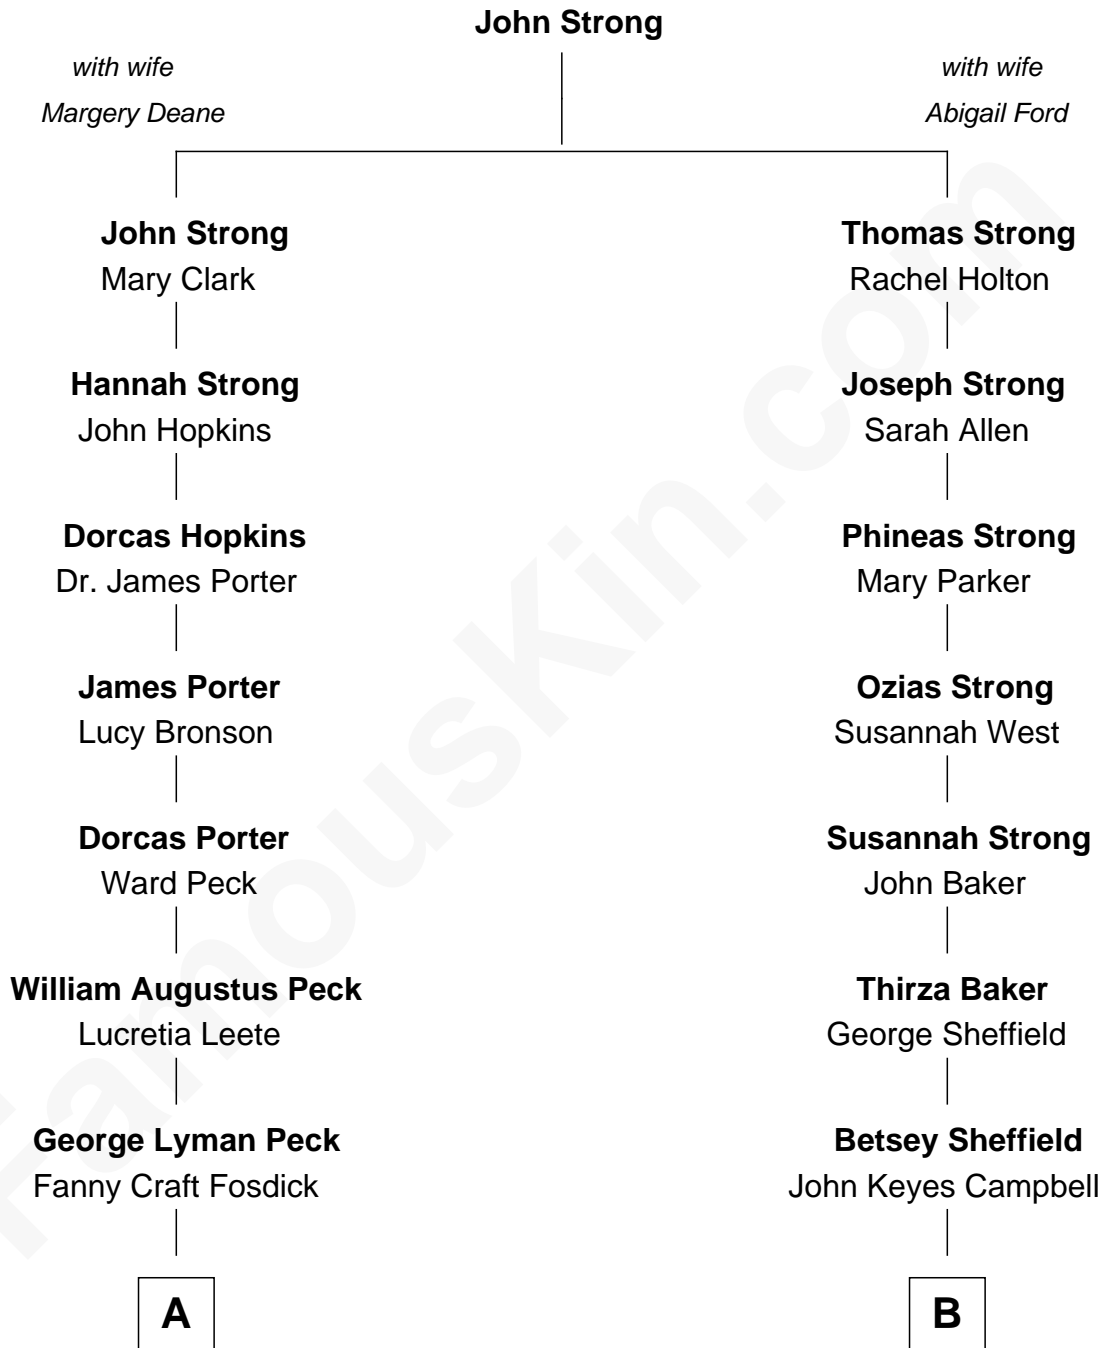 John Strong
with wife
Margery Deane
with wife
Abigail Ford
John Strong
Mary Clark
Thomas Strong
Rachel Holton
Hannah Strong
John Hopkins
Joseph Strong
Sarah Allen
Dorcas Hopkins
Dr. James Porter
Phineas Strong
Mary Parker
James Porter
Lucy Bronson
Ozias Strong
Susannah West
Dorcas Porter
Ward Peck
Susannah Strong
John Baker
William Augustus Peck
Lucretia Leete
Thirza Baker
George Sheffield
George Lyman Peck
Fanny Craft Fosdick
Betsey Sheffield
John Keyes Campbell
A
B
FamousKin.com